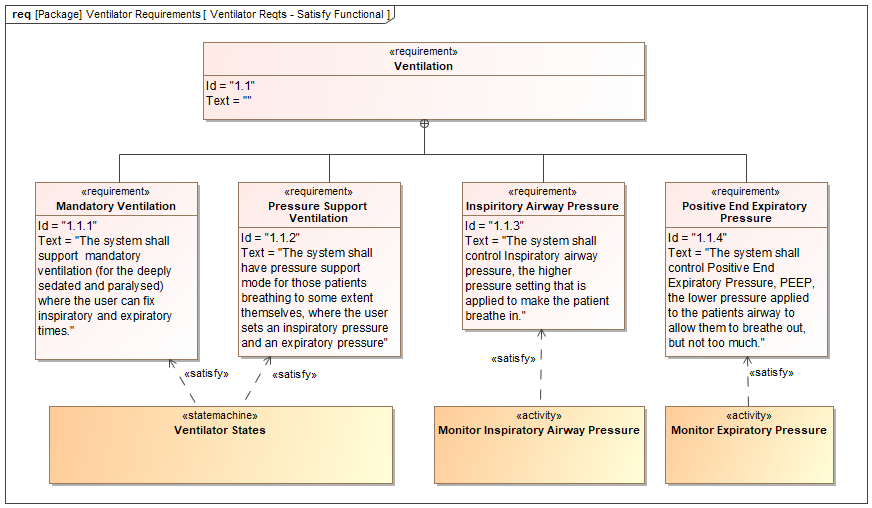 req [Package] Ventilator Requirements [ Ventilator Reqts - Satisfy Functional ]
«requirement»
Ventilation
Id = "1.1"
Text = ""
«requirement»
Mandatory Ventilation
Id = "1.1.1"
Text = "The system shall
support  mandatory
ventilation (for the deeply
sedated and paralysed)
where the user can fix
inspiratory and expiratory
times."
«requirement»
Pressure Support
Ventilation
Id = "1.1.2"
Text = "The system shall
have pressure support
mode for those patients
breathing to some extent
themselves, where the user
sets an inspiratory pressure
and an expiratory pressure"
«requirement»
Inspiritory Airway Pressure
Id = "1.1.3"
Text = "The system shall
control Inspiratory airway
pressure, the higher
pressure setting that is
applied to make the patient
breathe in."
«requirement»
Positive End Expiratory
Pressure
Id = "1.1.4"
Text = "The system shall
control Positive End
Expiratory Pressure, PEEP,
the lower pressure applied
to the patients airway to
allow them to breathe out,
but not too much."
«satisfy»
«satisfy»
«satisfy»
«satisfy»
«statemachine»
Ventilator States
«activity»
Monitor Inspiratory Airway Pressure
«activity»
Monitor Expiratory Pressure